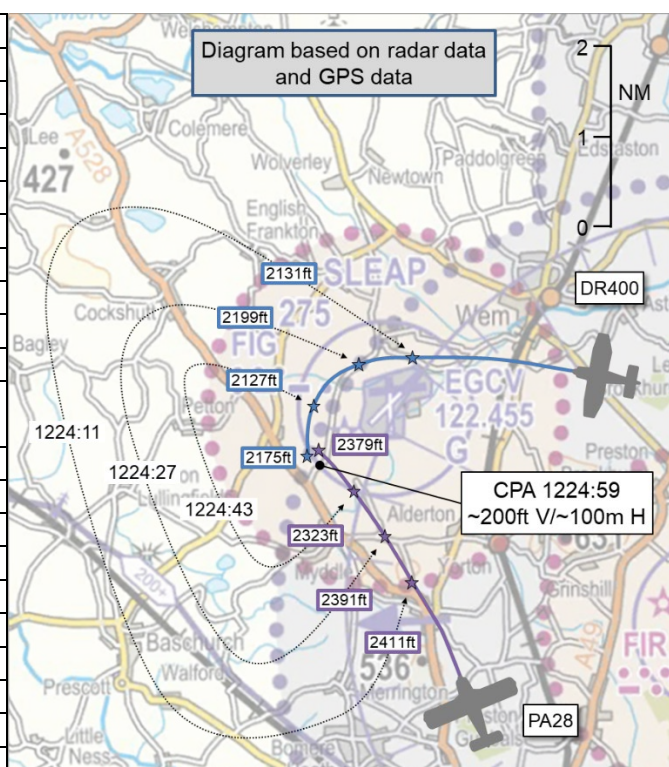 Diagram based on radar data
and GPS data
2
NM
1
0
Colemere
Lee
A528
427
Wolverley
Paddolgreen
Edstaston
Newtown
English
Frankton
2131ft
SLEAP
DR400
2199ft
275
Cockshutt
FIG
Wem
Bagley
2127ft
EGCV
122.455
G
1224:11
2379ft
2175ft
Preston
1224:27
CPA 1224:59
~200ft V/~100m H
1224:43
Alderton
2323ft
Myddle
Yorton
Grinshill
2391ft
200+
A49
2411ft
FIR
Baschurch
Walford
536
Prescott
PA28
Little
Ness